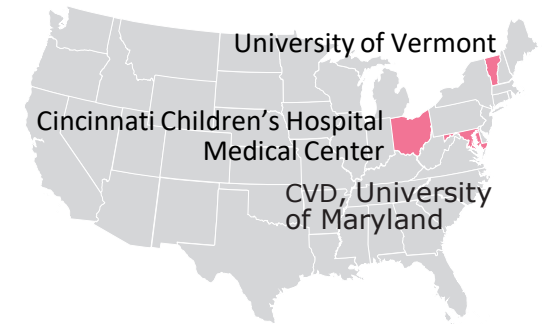 University of Vermont
Cincinnati Children’s Hospital
Medical Center
CVD, University
of Maryland